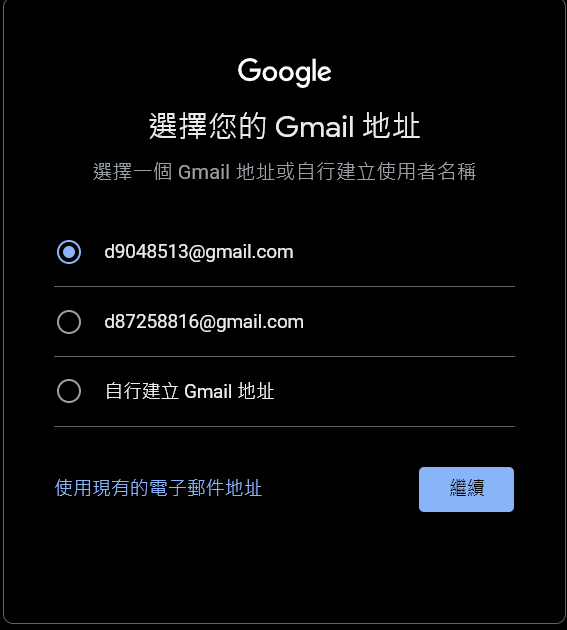 Google
選擇您的 Gmail 地址
選擇一個 Gmail 地址或自行建立使用者名稱
d9048513@gmail.com
d87258816@gmail.com
自行建立 Gmail 地址
使用現有的電子郵件地址
繼續